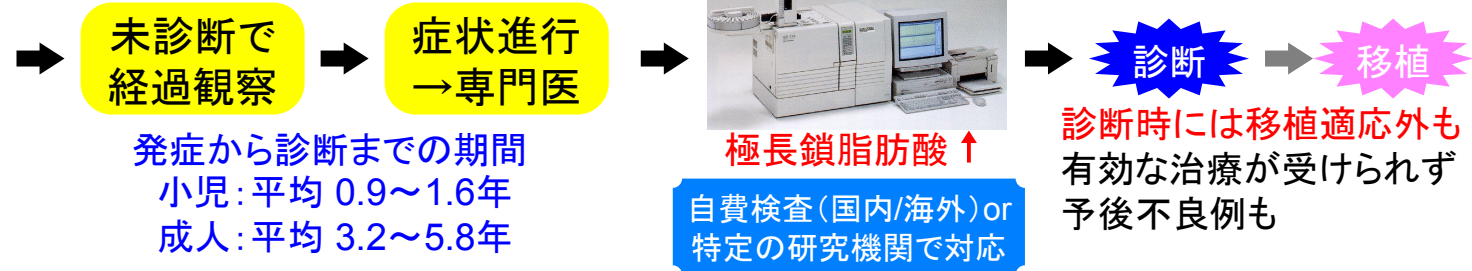 未診断で
経過観察
症状進行
→専門医
発症から診断までの期間
小児：平均 0.9～1.6年
成人：平均 3.2～5.8年
極長鎖脂肪酸↑
自費検査（国内/海外）or
特定の研究機関で対応
診断
移植
診断時には移植適応外も
有効な治療が受けられず
予後不良例も